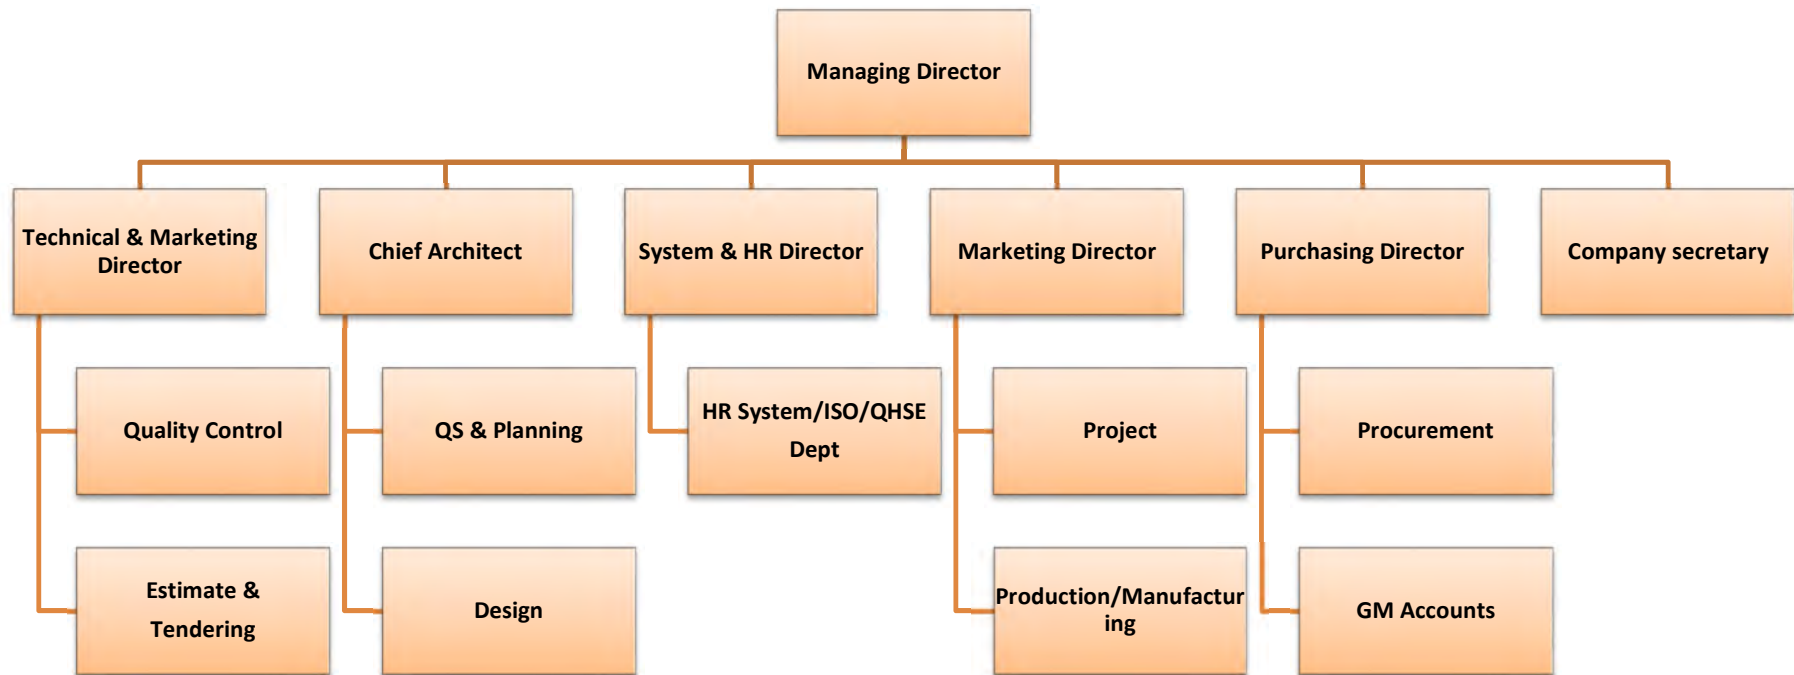 Managing Director
Technical & Marketing
Director
Chief Architect
System & HR Director
Marketing Director
Purchasing Director
Company secretary
Quality Control
QS & Planning
HR System/ISO/QHSE
Dept
Project
Procurement
Estimate &
Tendering
Design
Production/Manufactur
ing
GM Accounts